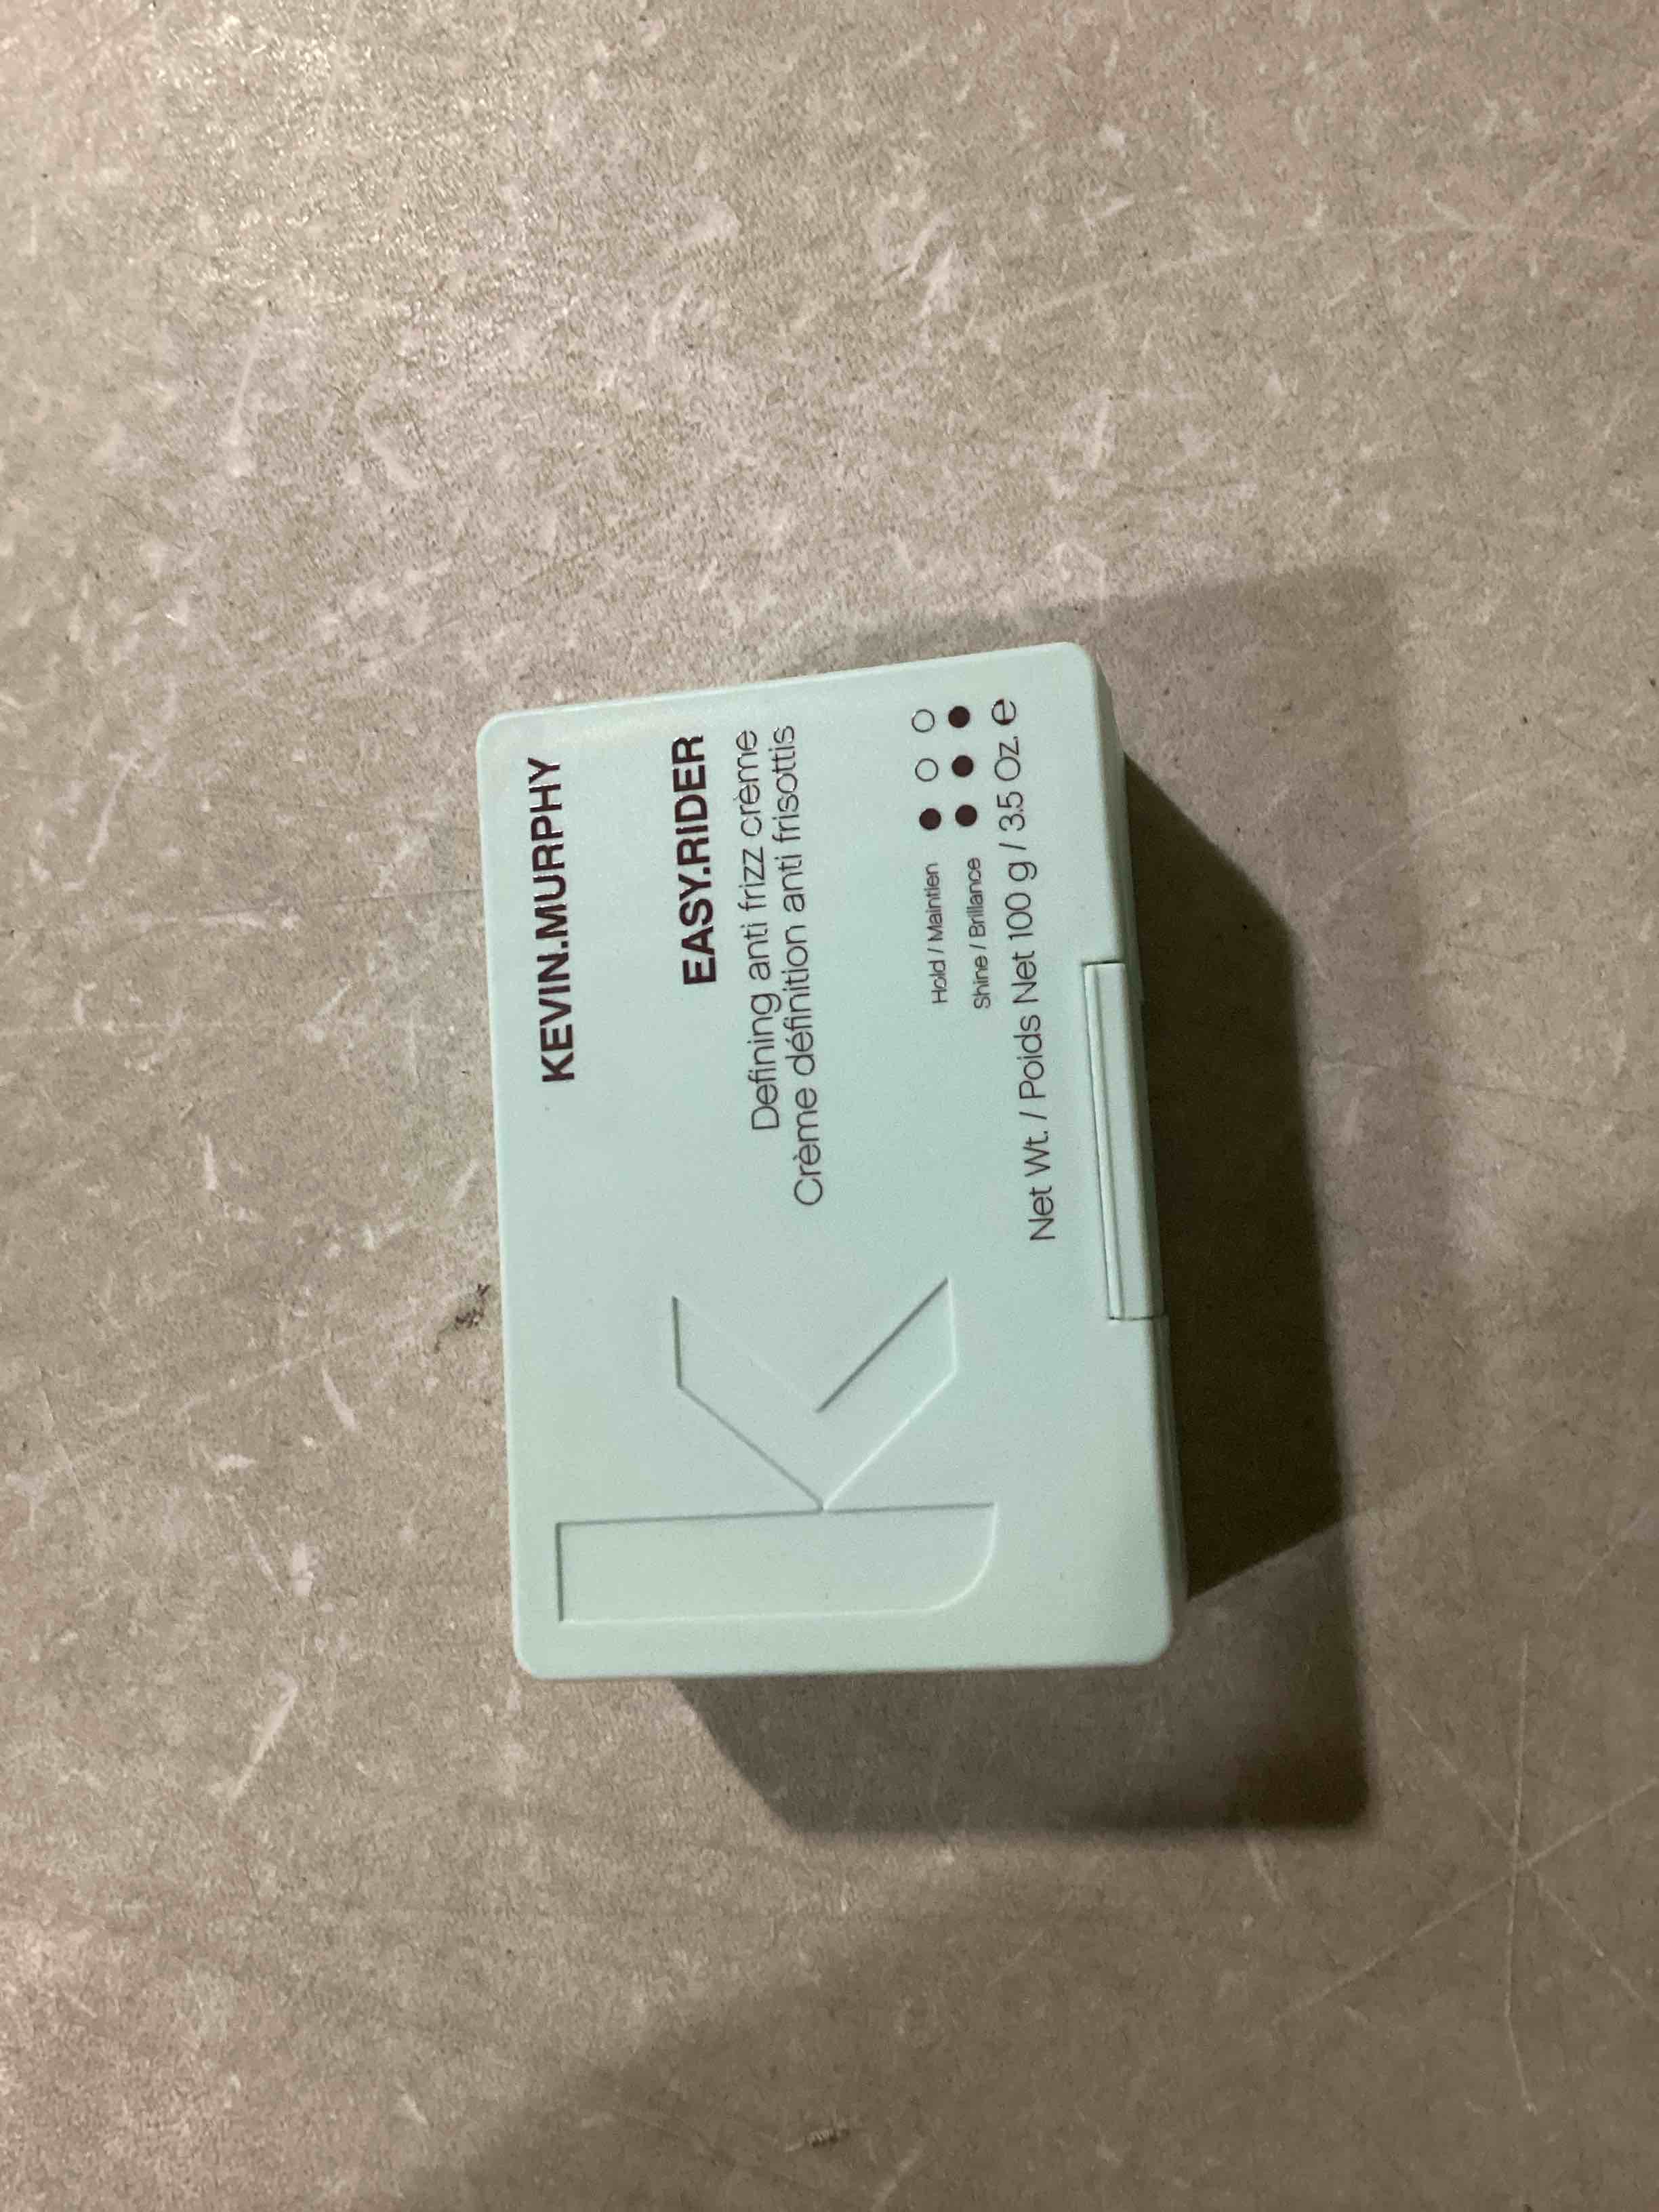 KEVIN.MURPHY
EASY.RIDER
Defining anti frizz crème
Crème définition anti frisottis
k
Hold / Maintien
Shine / Brillance
Net Wt. / Poids Net 100 g / 3.5 Oz. e